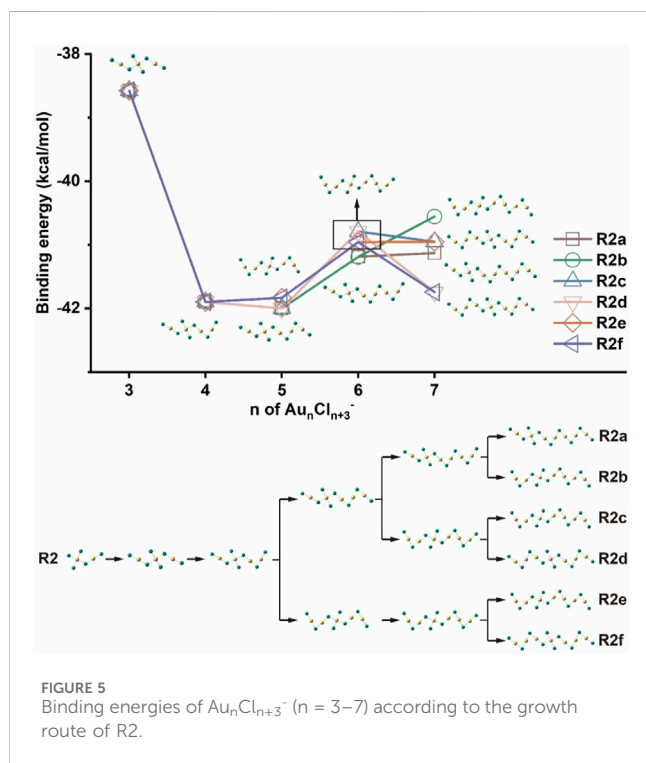 -38
-40
-42
Binding energy (kcal/mol)
3 4 5 6 7
n of AuₙClₙ₊₃⁻
R2a
R2b
R2c
R2d
R2e
R2f
R2
R2a
R2b
R2c
R2d
R2e
R2f
FIGURE 5
Binding energies of AuₙClₙ₊₃⁻ (n = 3–7) according to the growth
route of R2.